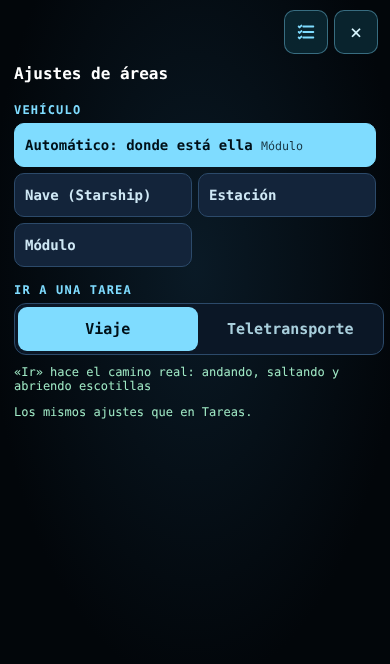 Ajustes de áreas
VEHÍCULO
Automático: donde está ella Módulo
Nave (Starship)
Estación
Módulo
IR A UNA TAREA
Viaje
Teletransporte
«Ir» hace el camino real: andando, saltando y
abriendo escotillas
Los mismos ajustes que en Tareas.